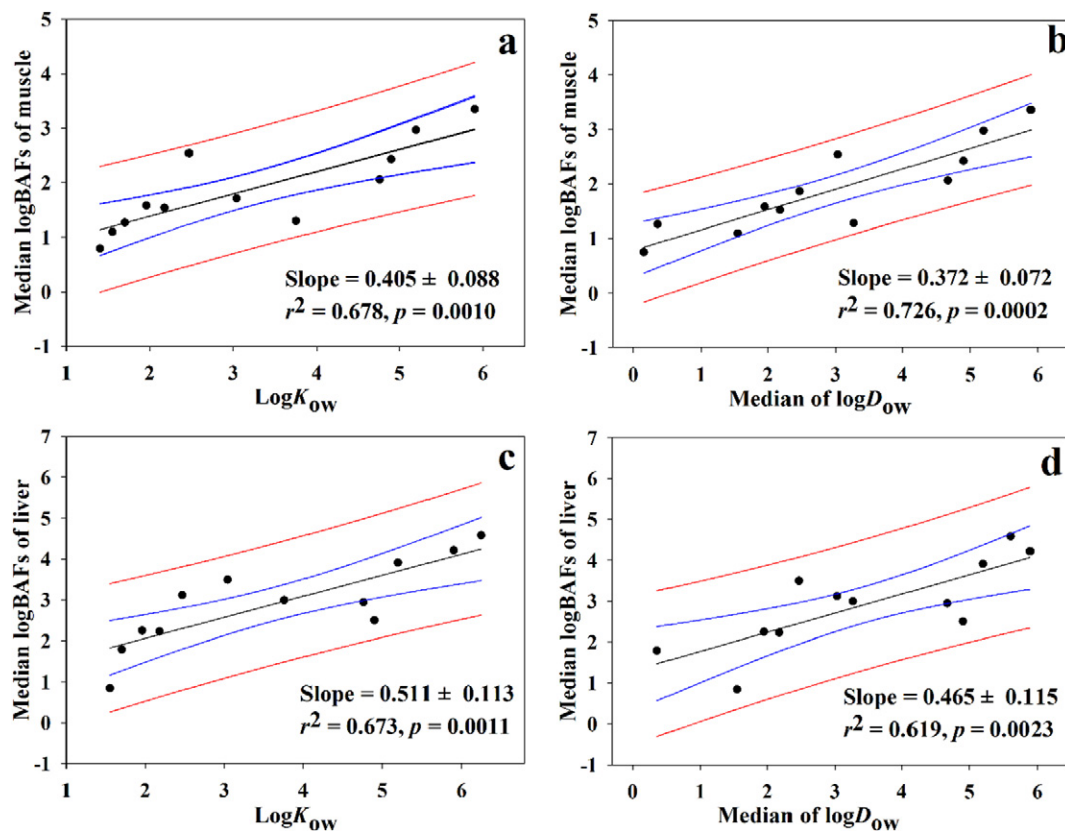 a
Median logBAFs of muscle
5
4
3
2
1
0
-1
Slope = 0.405 ± 0.088
r² = 0.678, p = 0.0010
1 2 3 4 5 6
LogKow
b
Median logBAFs of muscle
5
4
3
2
1
0
-1
Slope = 0.372 ± 0.072
r² = 0.726, p = 0.0002
0 1 2 3 4 5 6
Median of logDow
c
Median logBAFs of liver
7
6
5
4
3
2
1
0
-1
Slope = 0.511 ± 0.113
r² = 0.673, p = 0.0011
1 2 3 4 5 6
LogKow
d
Median logBAFs of liver
7
6
5
4
3
2
1
0
-1
Slope = 0.465 ± 0.115
r² = 0.619, p = 0.0023
0 1 2 3 4 5 6
Median of logDow